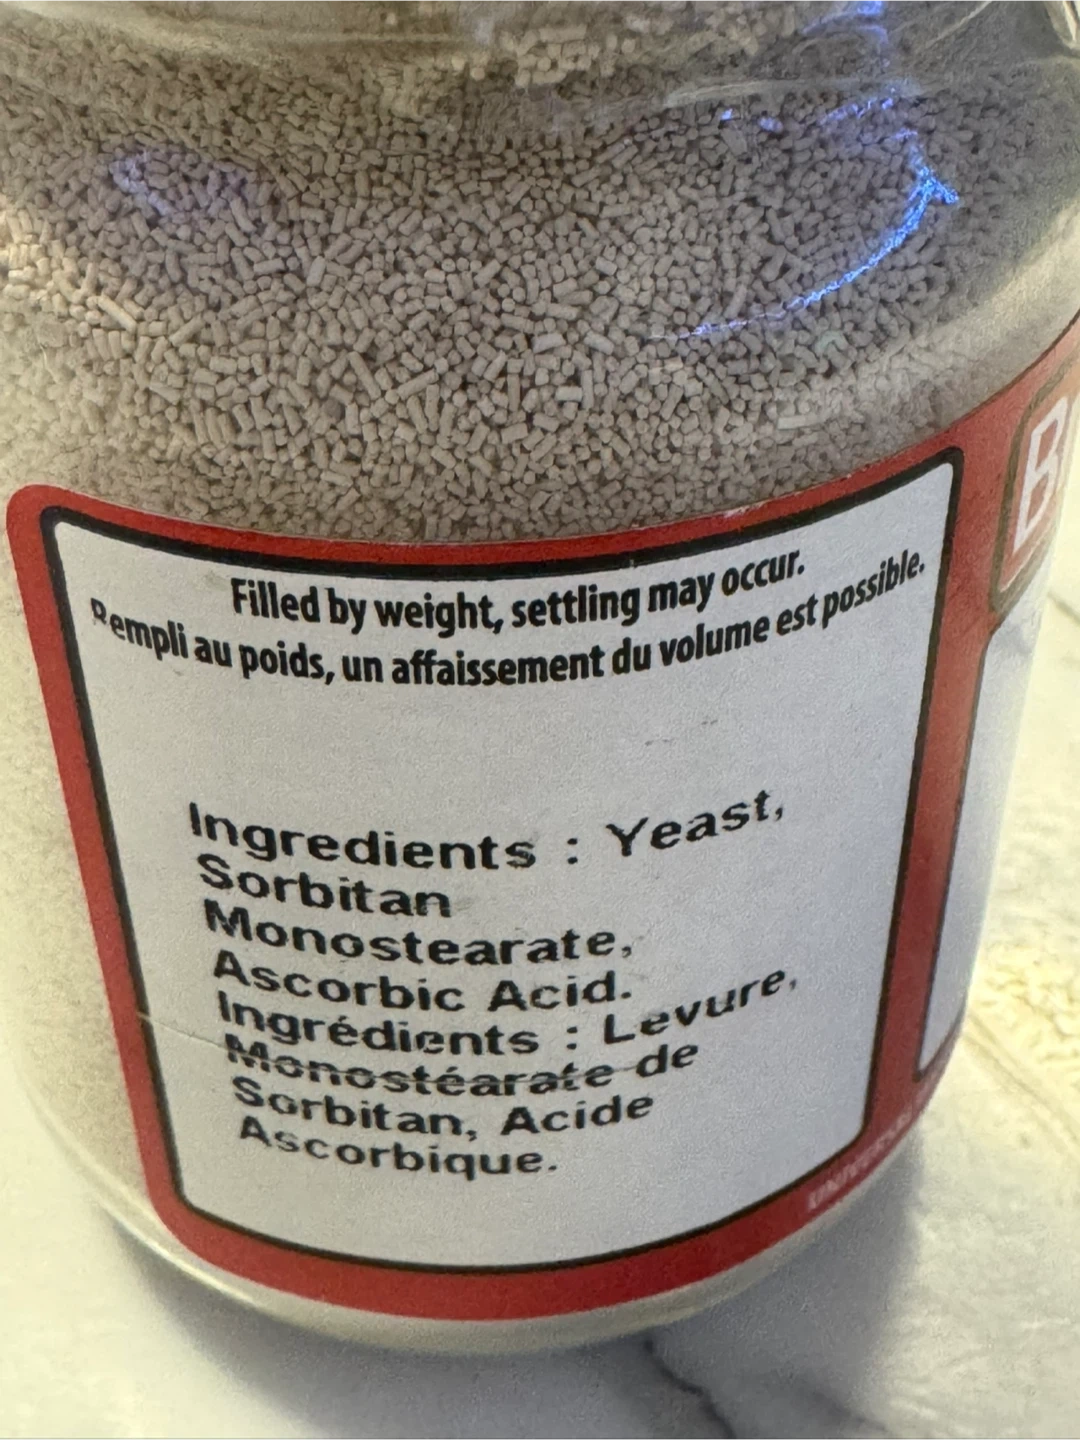 Filled by weight, settling may occur.
Rempli au poids, un affaissement du volume est possible.
Ingredients : Yeast,
Sorbitan
Monostearate,
Ascorbic Acid.
Ingrédients : Levure,
Monostéarate de
Sorbitan, Acide
Ascorbique.